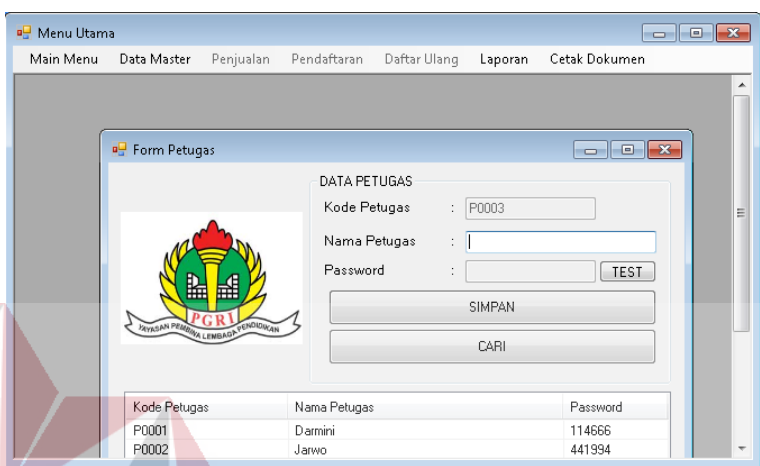 Menu Utama
Main Menu Data Master Penjualan Pendaftaran Daftar Ulang Laporan Cetak Dokumen
Form Petugas
DATA PETUGAS
Kode Petugas : P0003
Nama Petugas :
Password : TEST
SIMPAN
CARI
PGRI
YAYASAN PEMBINA LEMBAGA PENDIDIKAN
Kode Petugas Nama Petugas Password
P0001 Darmini 114666
P0002 Jarwo 441994